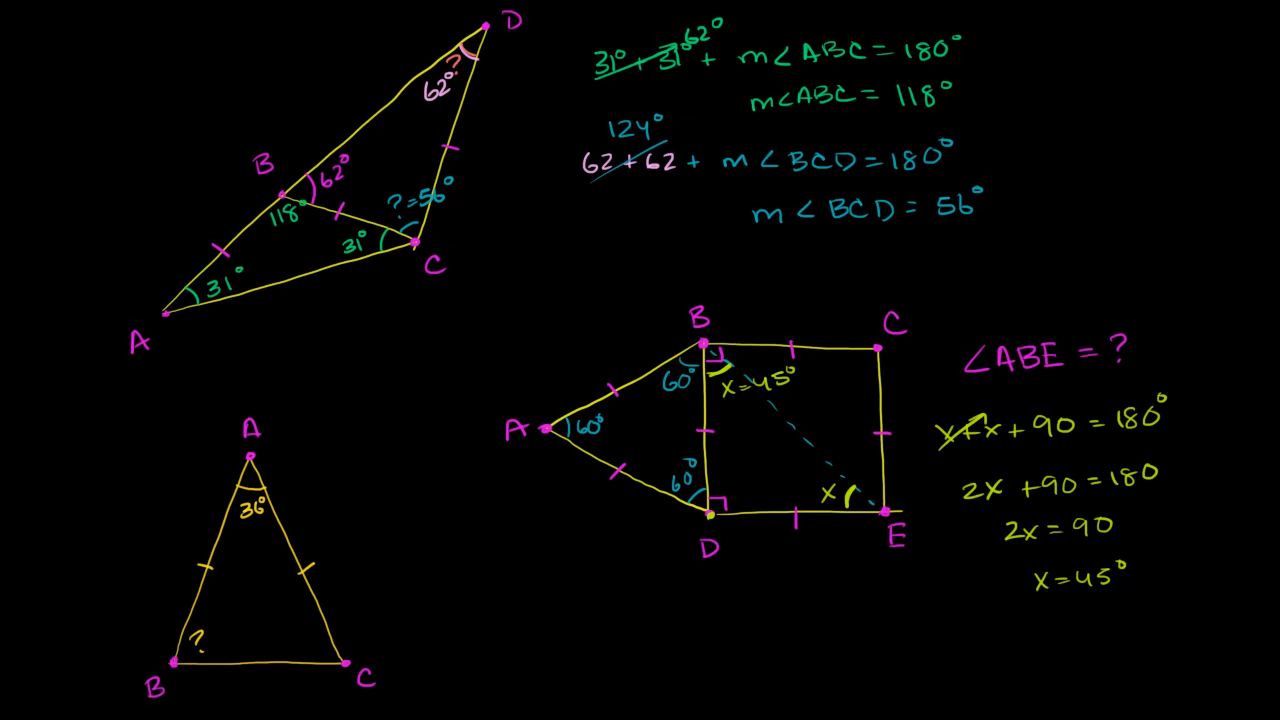 D
?
62°
B
62°
118°
?=56°
31°
31°
C
A
62°
31° + 31° + m∠ABC = 180°
m∠ABC = 118°
124°
62 + 62 + m∠BCD = 180°
m∠BCD = 56°
B
C
60°
x=45°
A
60°
60°
x
D
E
∠ABE = ?
x+x+90 = 180°
2x +90 = 180
2x = 90
x=45°
A
36°
?
B
C